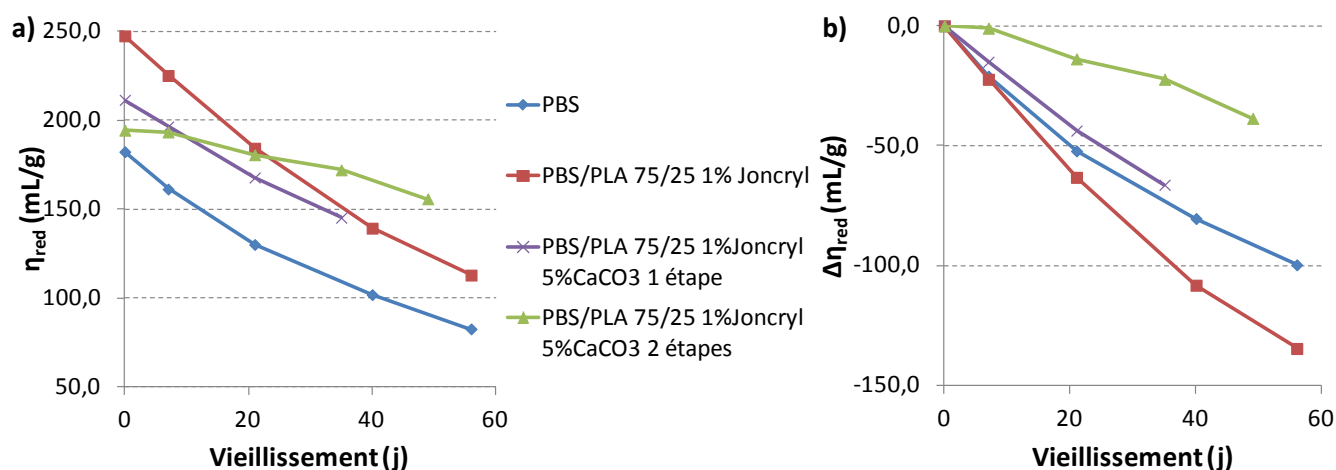 a)
250,0
200,0
150,0
100,0
50,0
ηred (mL/g)
0
20
40
60
Vieillissement (j)
PBS
PBS/PLA 75/25 1% Joncryl
PBS/PLA 75/25 1%Joncryl
5%CaCO3 1 étape
PBS/PLA 75/25 1%Joncryl
5%CaCO3 2 étapes
b)
0,0
-50,0
-100,0
-150,0
Δηred (mL/g)
0
20
40
60
Vieillissement (j)